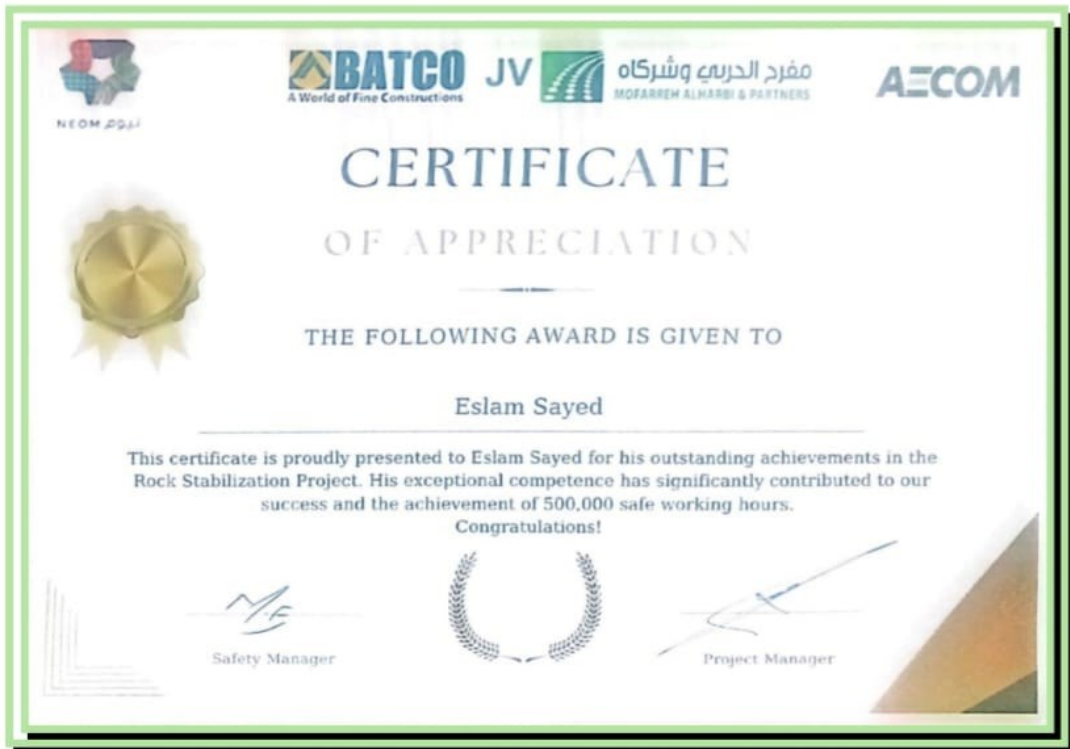 BATCO
A World of Fine Constructions
JV
مفرح الحربي وشركاه
MOFARREH ALHARBI & PARTNERS
AECOM
NEOM نيوم
CERTIFICATE
OF APPRECIATION
THE FOLLOWING AWARD IS GIVEN TO
Eslam Sayed
This certificate is proudly presented to Eslam Sayed for his outstanding achievements in the
Rock Stabilization Project. His exceptional competence has significantly contributed to our
success and the achievement of 500,000 safe working hours.
Congratulations!
M.E
Safety Manager
Project Manager